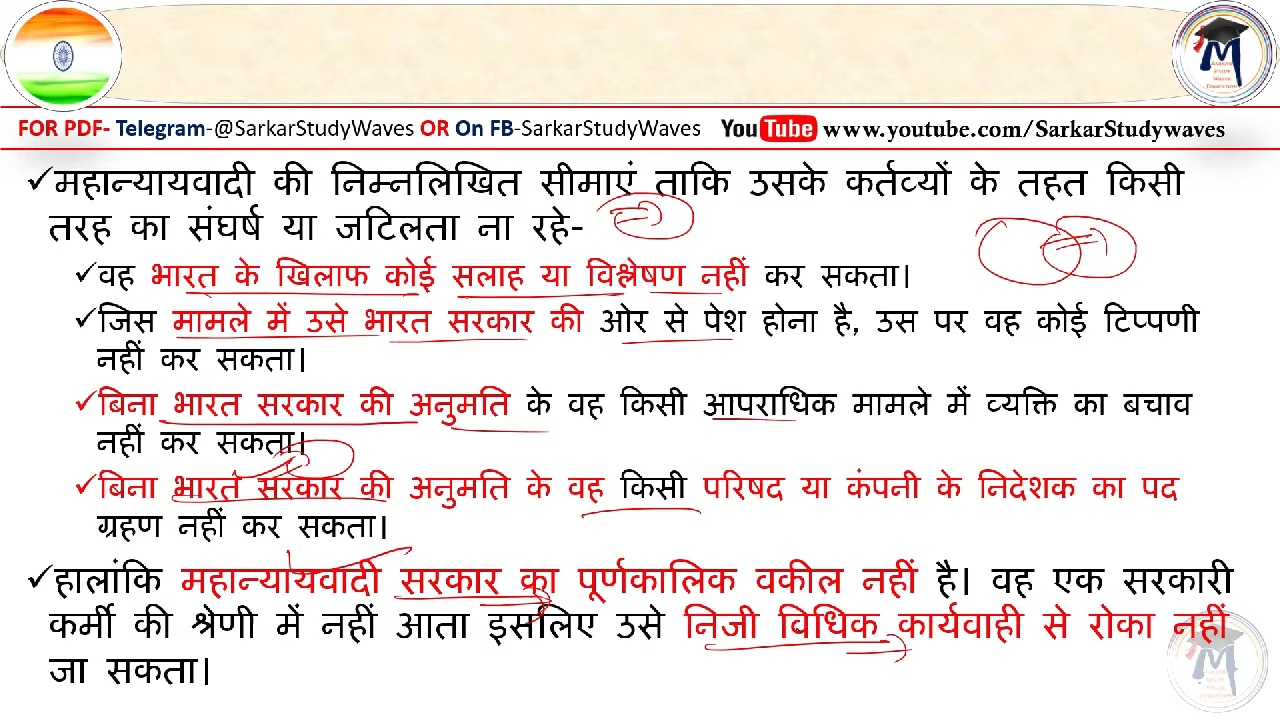 FOR PDF- Telegram-@SarkarStudyWaves OR On FB-SarkarStudyWaves YouTube www.youtube.com/SarkarStudywaves
✓महान्यायवादी की निम्नलिखित सीमाएं ताकि उसके कर्तव्यों के तहत किसी
तरह का संघर्ष या जटिलता ना रहे-
✓वह भारत के खिलाफ कोई सलाह या विश्लेषण नहीं कर सकता।
✓जिस मामले में उसे भारत सरकार की ओर से पेश होना है, उस पर वह कोई टिप्पणी
नहीं कर सकता।
✓बिना भारत सरकार की अनुमति के वह किसी आपराधिक मामले में व्यक्ति का बचाव
नहीं कर सकता।
✓बिना भारत सरकार की अनुमति के वह किसी परिषद या कंपनी के निदेशक का पद
ग्रहण नहीं कर सकता।
✓हालांकि महान्यायवादी सरकार का पूर्णकालिक वकील नहीं है। वह एक सरकारी
कर्मी की श्रेणी में नहीं आता इसलिए उसे निजी विधिक कार्यवाही से रोका नहीं
जा सकता।